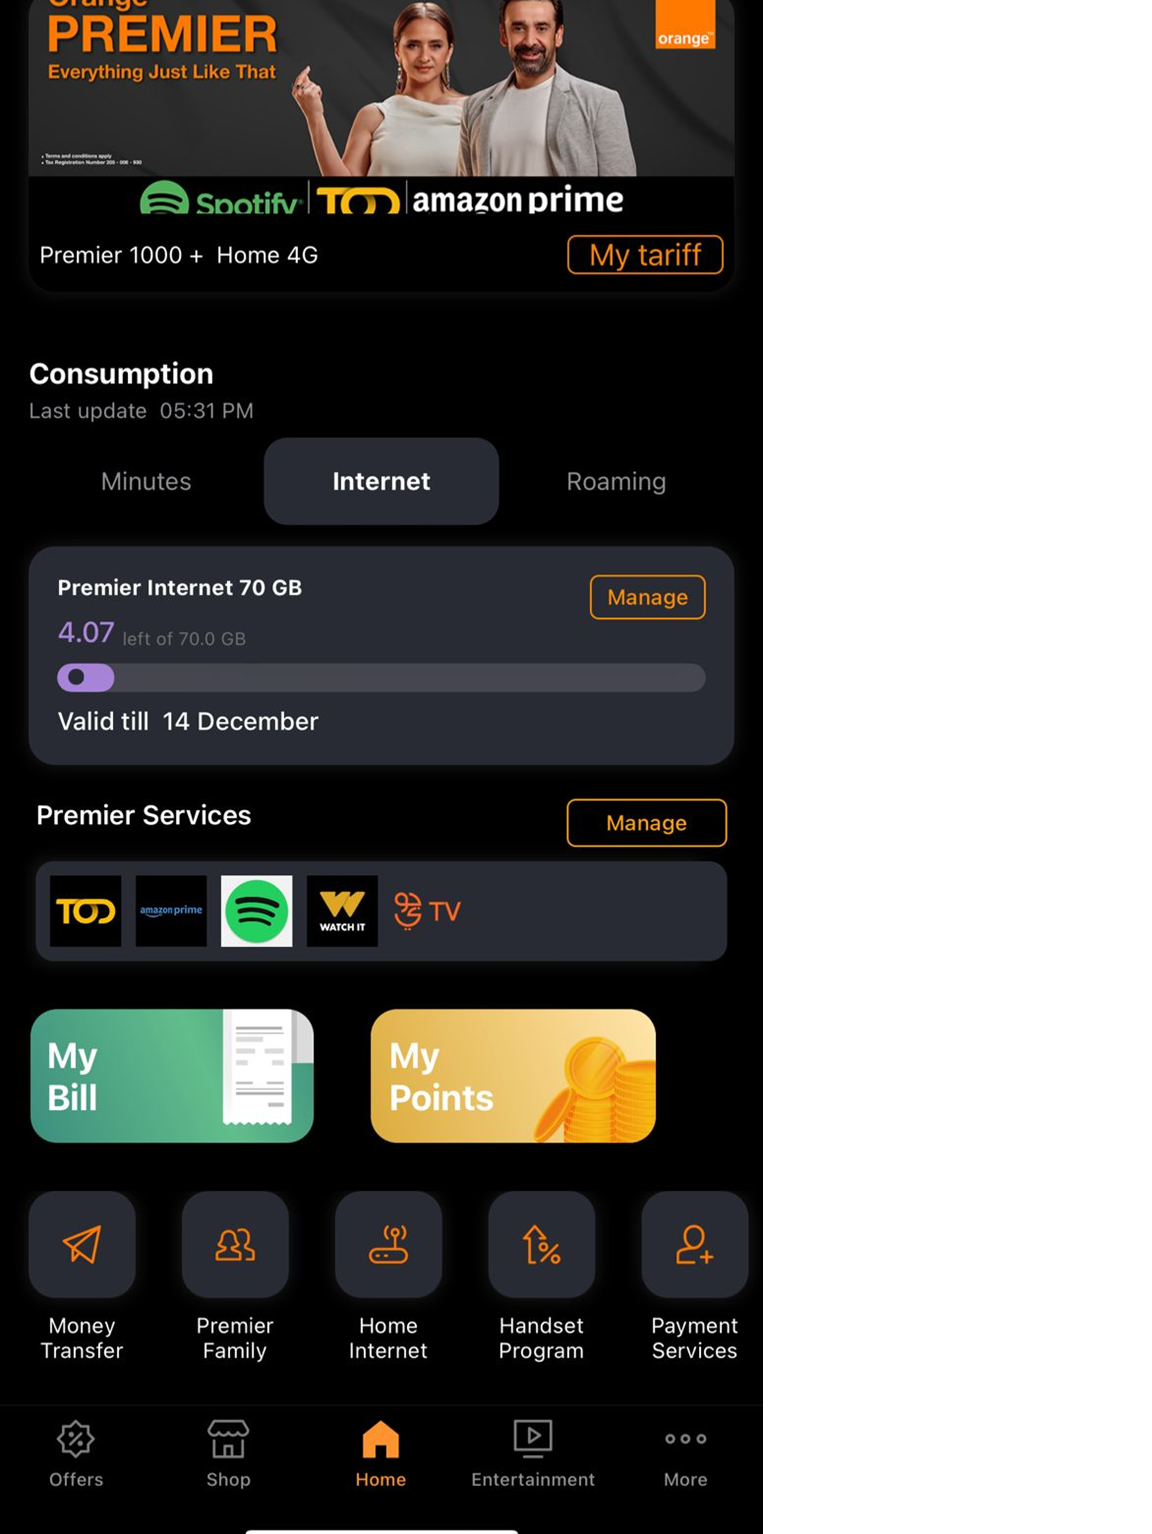 Orange
PREMIER
Everything Just Like That
orange™
• Terms and conditions apply
• Tax Registration Number 205 - 006 - 930
Spotify | TOD | amazon prime
Premier 1000 +  Home 4G
My tariff
Consumption
Last update  05:31 PM
Minutes
Internet
Roaming
Premier Internet 70 GB
Manage
4.07 left of 70.0 GB
Valid till  14 December
Premier Services
Manage
TOD
amazon prime
WATCH IT
TV
My
Bill
My
Points
Money
Transfer
Premier
Family
Home
Internet
Handset
Program
Payment
Services
Offers
Shop
Home
Entertainment
More